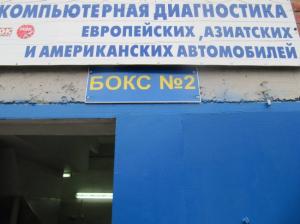 КОМПЬЮТЕРНАЯ ДИАГНОСТИКА
ЕВРОПЕЙСКИХ ,АЗИАТСКИХ
И АМЕРИКАНСКИХ АВТОМОБИЛЕЙ
БОКС №2